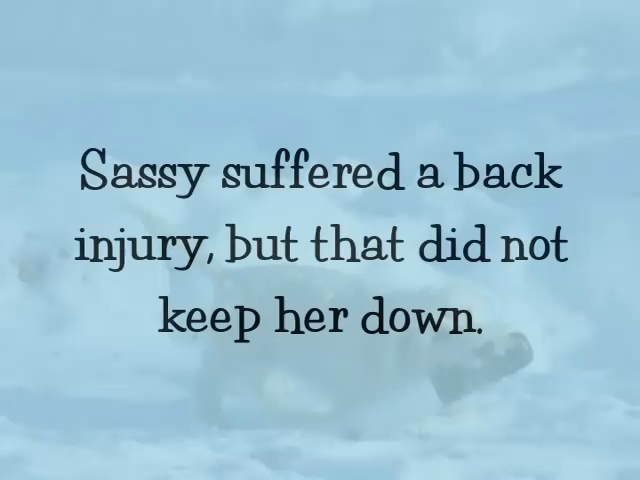 Sassy suffered a back
injury, but that did not
keep her down.